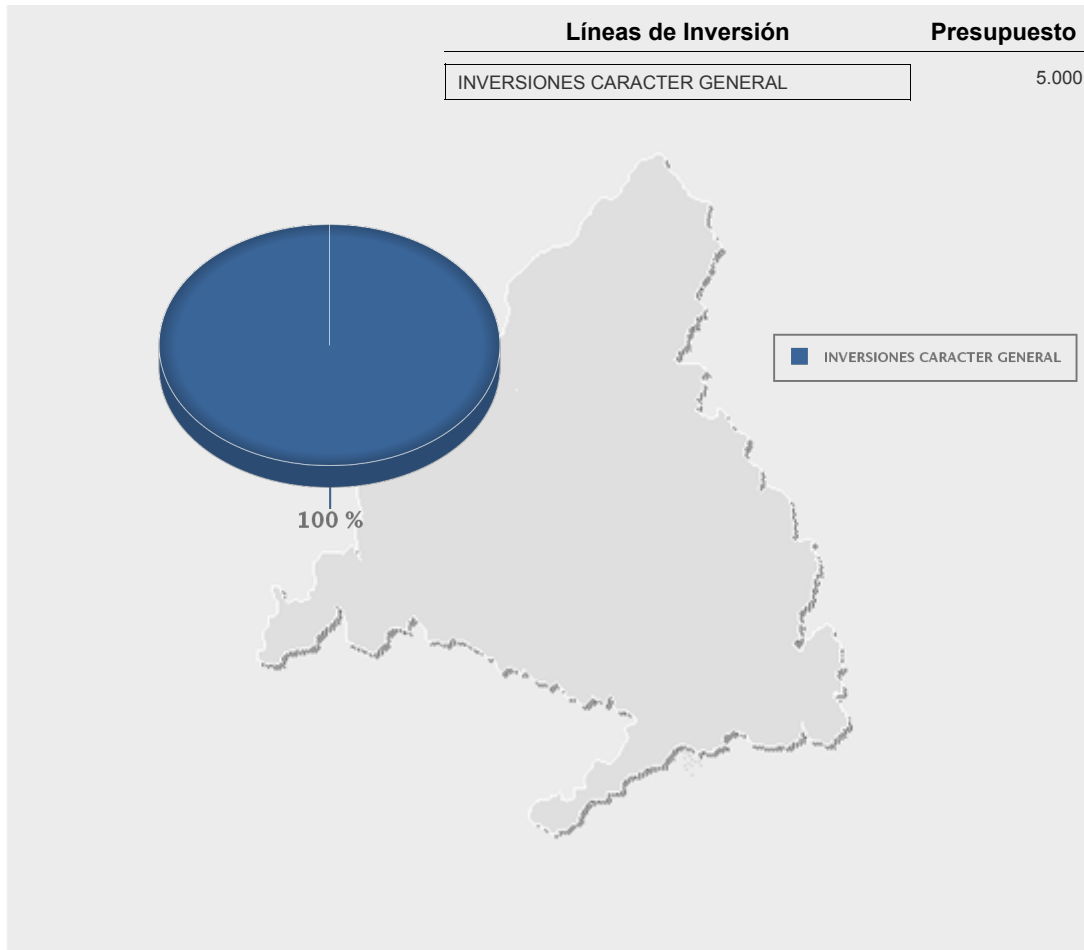 Líneas de Inversión Presupuesto
INVERSIONES CARACTER GENERAL 5.000
INVERSIONES CARACTER GENERAL
100 %